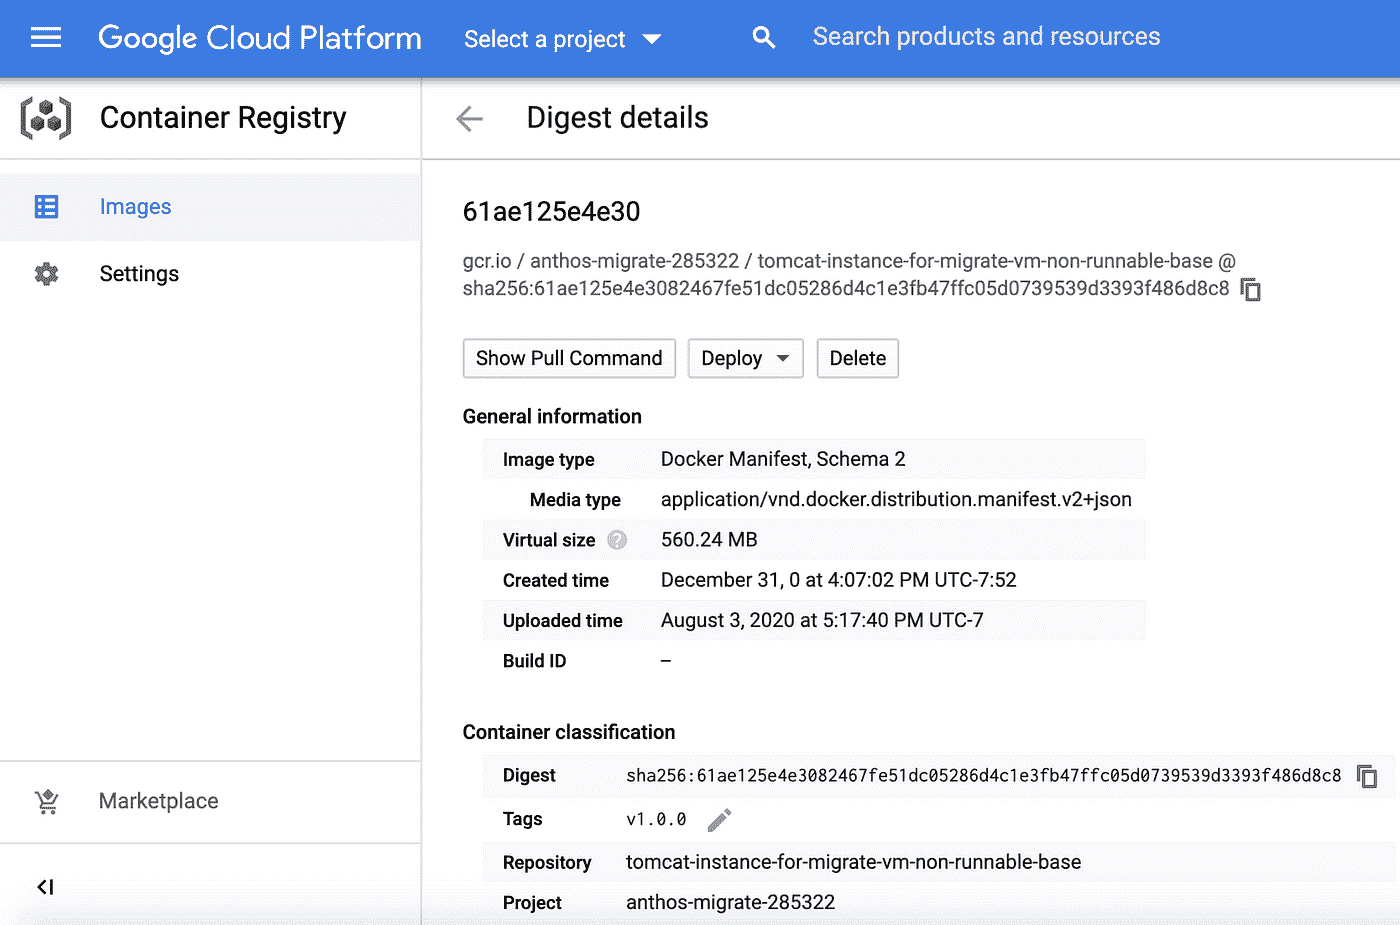 Google Cloud Platform
Select a project
Search products and resources
Container Registry
Digest details
Images
Settings
Marketplace
61ae125e4e30
gcr.io / anthos-migrate-285322 / tomcat-instance-for-migrate-vm-non-runnable-base @
sha256:61ae125e4e3082467fe51dc05286d4c1e3fb47ffc05d0739539d3393f486d8c8
Show Pull Command
Deploy
Delete
General information
Image type Docker Manifest, Schema 2
Media type application/vnd.docker.distribution.manifest.v2+json
Virtual size ? 560.24 MB
Created time December 31, 0 at 4:07:02 PM UTC-7:52
Uploaded time August 3, 2020 at 5:17:40 PM UTC-7
Build ID –
Container classification
Digest sha256:61ae125e4e3082467fe51dc05286d4c1e3fb47ffc05d0739539d3393f486d8c8
Tags v1.0.0
Repository tomcat-instance-for-migrate-vm-non-runnable-base
Project anthos-migrate-285322